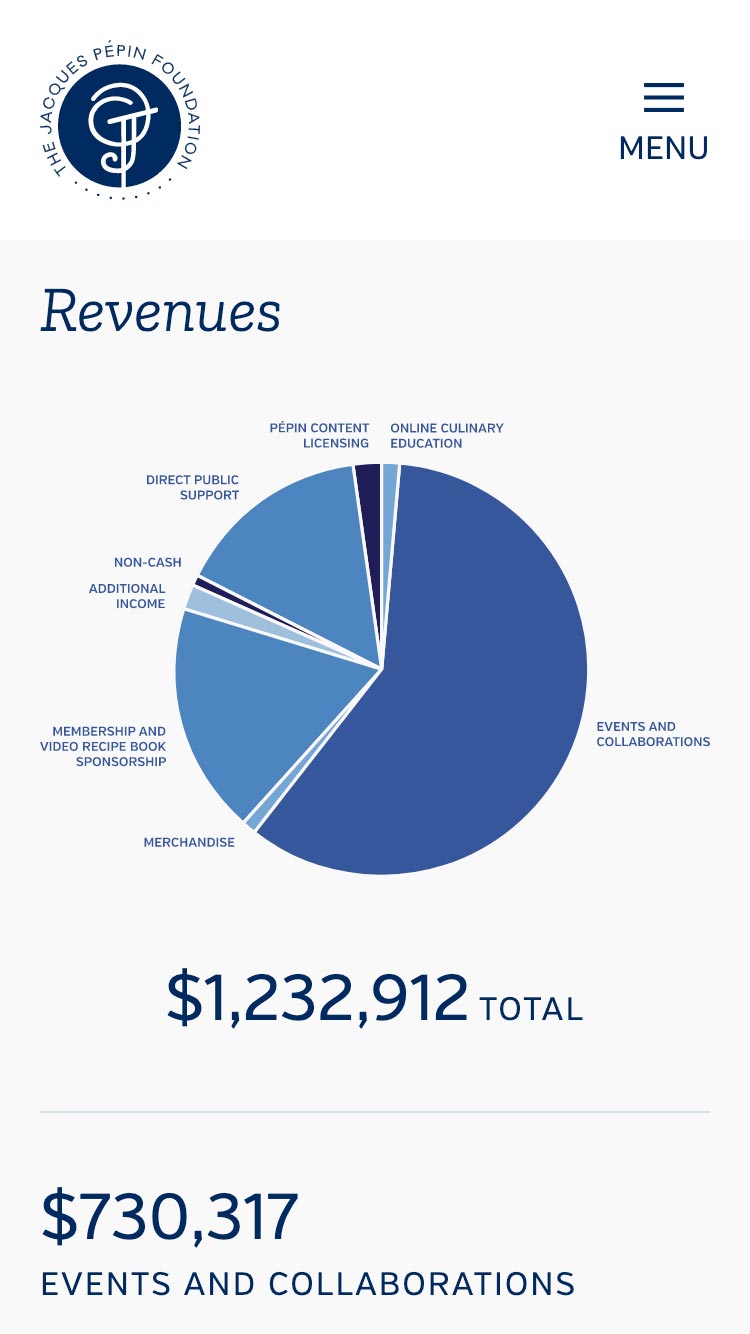 THE JACQUES PÉPIN FOUNDATION
MENU
Revenues
PÉPIN CONTENT
LICENSING
ONLINE CULINARY
EDUCATION
DIRECT PUBLIC
SUPPORT
NON-CASH
ADDITIONAL
INCOME
MEMBERSHIP AND
VIDEO RECIPE BOOK
SPONSORSHIP
EVENTS AND
COLLABORATIONS
MERCHANDISE
$1,232,912 TOTAL
$730,317
EVENTS AND COLLABORATIONS